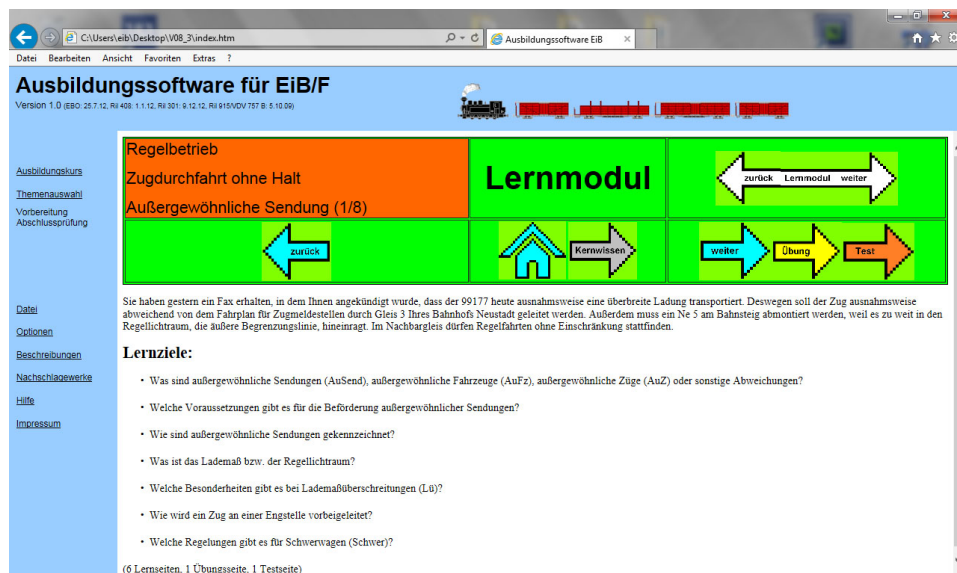 C:\Users\eib\Desktop\V08_3\index.htm
Ausbildungssoftware EiB
Datei Bearbeiten Ansicht Favoriten Extras ?
Ausbildungssoftware für EiB/F
Version 1.0 (EBO: 25.7.12, Ril 408: 1.1.12, Ril 301: 9.12.12, Ril 915/VDV 757 B: 5.10.09)
Ausbildungskurs
Themenauswahl
Vorbereitung
Abschlussprüfung
Datei
Optionen
Beschreibungen
Nachschlagewerke
Hilfe
Impressum
Regelbetrieb
Zugdurchfahrt ohne Halt
Außergewöhnliche Sendung (1/8)
Lernmodul
zurück Lernmodul weiter
zurück
Kernwissen
weiter
Übung
Test
Sie haben gestern ein Fax erhalten, in dem Ihnen angekündigt wurde, dass der 99177 heute ausnahmsweise eine überbreite Ladung transportiert. Deswegen soll der Zug ausnahmsweise
abweichend von dem Fahrplan für Zugmeldestellen durch Gleis 3 Ihres Bahnhofs Neustadt geleitet werden. Außerdem muss ein Ne 5 am Bahnsteig abmontiert werden, weil es zu weit in den
Regellichtraum, die äußere Begrenzungslinie, hineinragt. Im Nachbargleis dürfen Regelfahrten ohne Einschränkung stattfinden.
Lernziele:
• Was sind außergewöhnliche Sendungen (AuSend), außergewöhnliche Fahrzeuge (AuFz), außergewöhnliche Züge (AuZ) oder sonstige Abweichungen?
• Welche Voraussetzungen gibt es für die Beförderung außergewöhnlicher Sendungen?
• Wie sind außergewöhnliche Sendungen gekennzeichnet?
• Was ist das Lademaß bzw. der Regellichtraum?
• Welche Besonderheiten gibt es bei Lademaßüberschreitungen (Lü)?
• Wie wird ein Zug an einer Engstelle vorbeigeleitet?
• Welche Regelungen gibt es für Schwerwagen (Schwer)?
(6 Lernseiten, 1 Übungsseite, 1 Testseite)